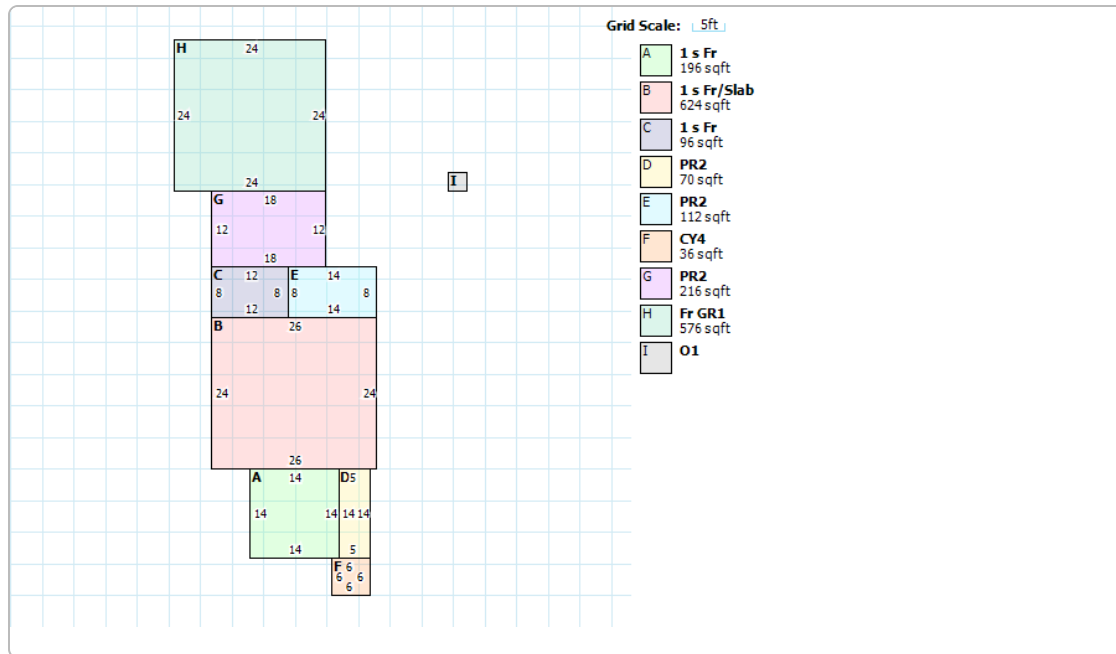 Grid Scale: 5ft
H 24
24 24
24
G 18
12 12
18
C 12 E 14
8 8 8 8
12 14
B 26
24 24
26
A 14 D 5
14 14 14 14
14 5
F 6
6 6
6
I
A 1 s Fr
196 sqft
B 1 s Fr/Slab
624 sqft
C 1 s Fr
96 sqft
D PR2
70 sqft
E PR2
112 sqft
F CY4
36 sqft
G PR2
216 sqft
H Fr GR1
576 sqft
I O1